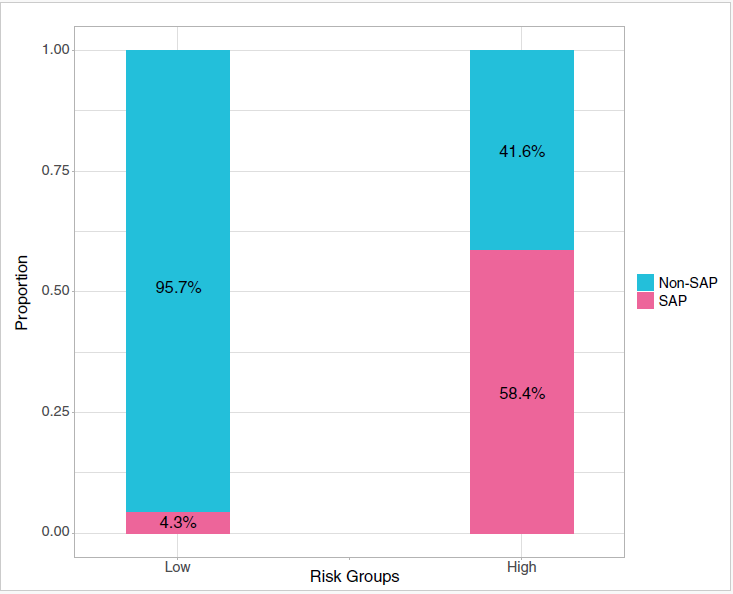 1.00
0.75
0.50
0.25
0.00
Proportion
95.7%
4.3%
41.6%
58.4%
Low
High
Risk Groups
Non-SAP
SAP